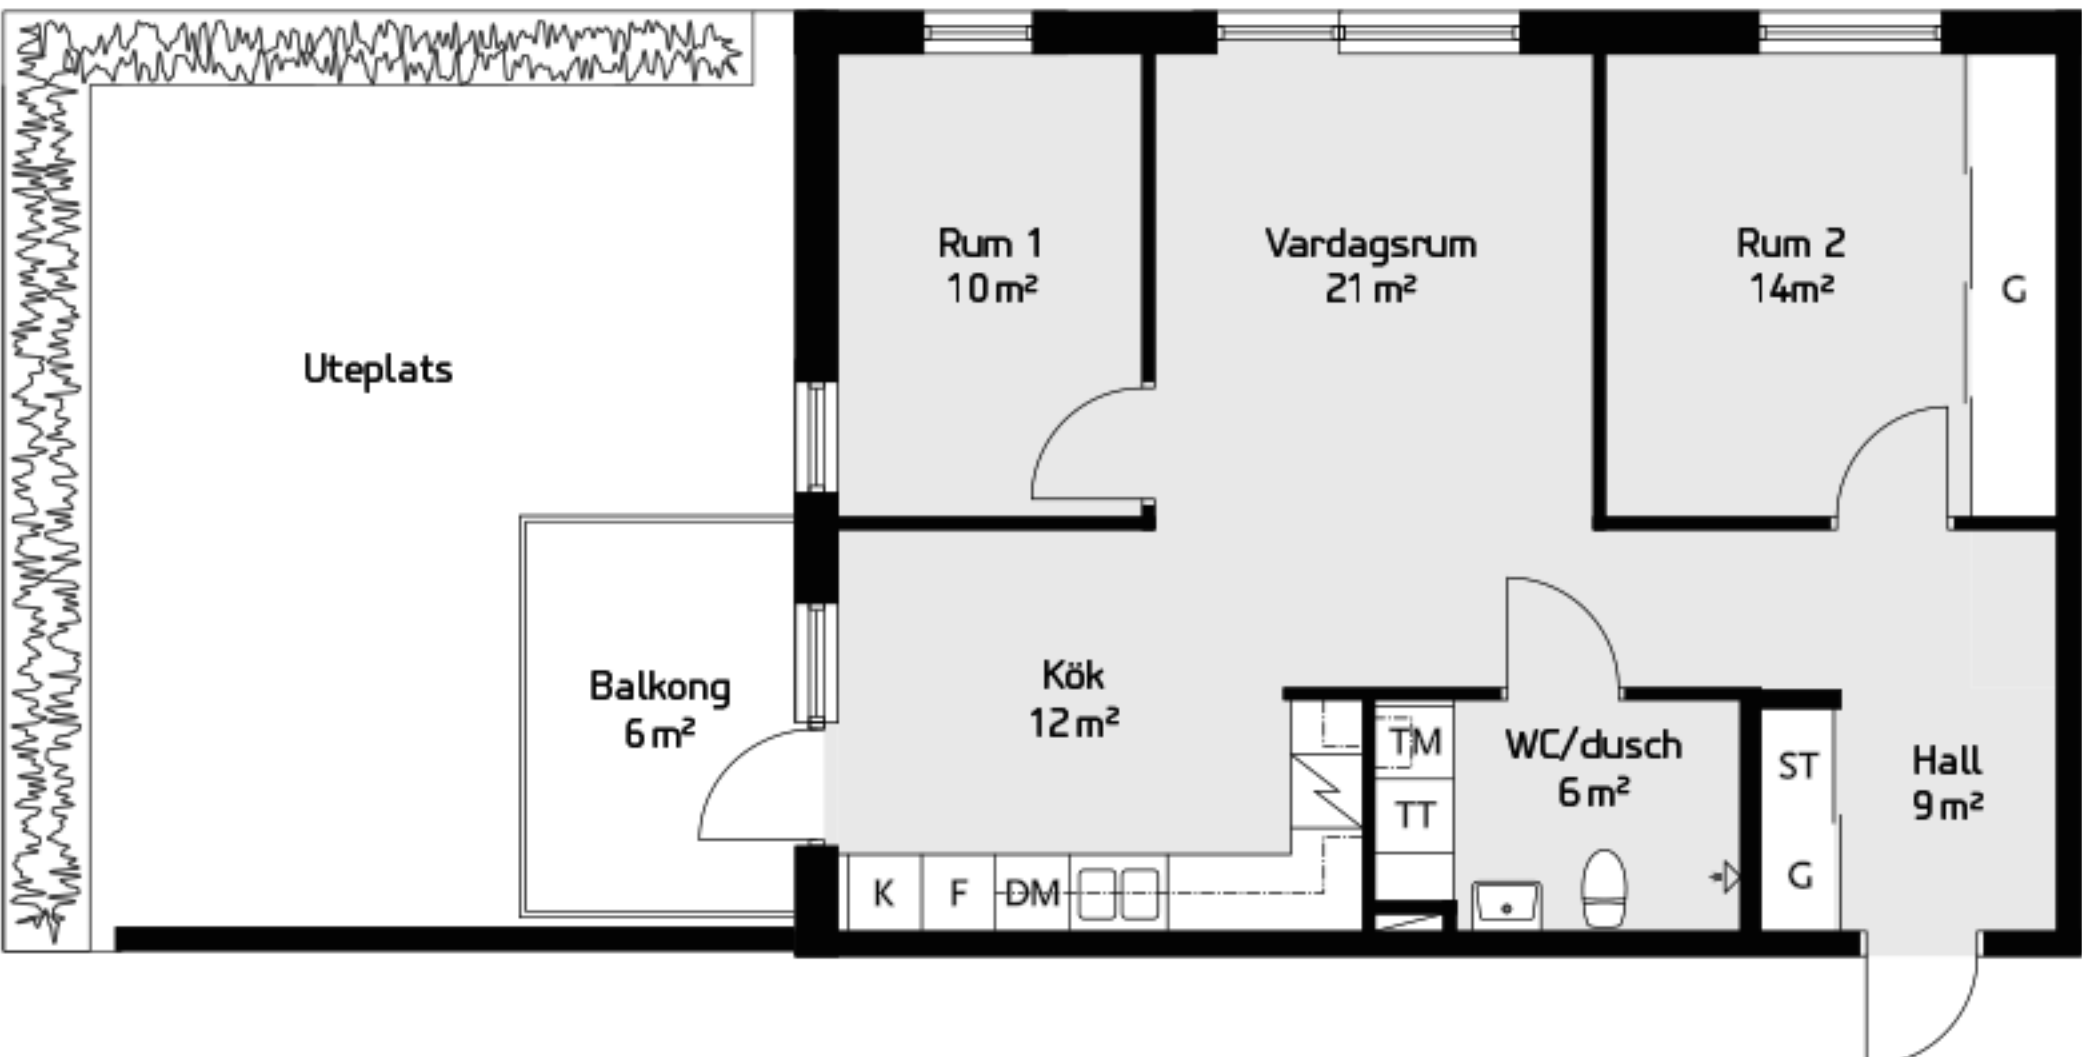 Rum 1
10 m²
Vardagsrum
21 m²
Rum 2
14m²
G
Uteplats
Balkong
6 m²
Kök
12 m²
TM
TT
WC/dusch
6 m²
ST
G
Hall
9 m²
K
F
DM